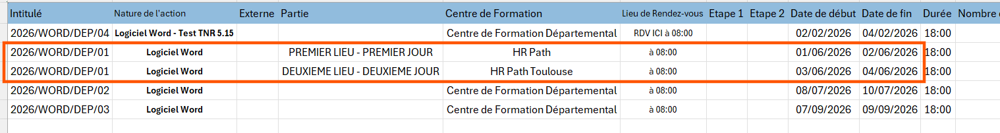 Intitulé Nature de l'action Externe Partie Centre de Formation Lieu de Rendez-vous Etape 1 Etape 2 Date de début Date de fin Durée Nombre
2026/WORD/DEP/04 Logiciel Word - Test TNR 5.15 Centre de Formation Départemental RDV ICI à 08:00 02/02/2026 04/02/2026 18:00
2026/WORD/DEP/01 Logiciel Word PREMIER LIEU - PREMIER JOUR HR Path à 08:00 01/06/2026 02/06/2026 18:00
2026/WORD/DEP/01 Logiciel Word DEUXIEME LIEU - DEUXIEME JOUR HR Path Toulouse à 08:00 03/06/2026 04/06/2026 18:00
2026/WORD/DEP/02 Logiciel Word Centre de Formation Départemental à 08:00 08/07/2026 10/07/2026 18:00
2026/WORD/DEP/03 Logiciel Word Centre de Formation Départemental à 08:00 07/09/2026 09/09/2026 18:00